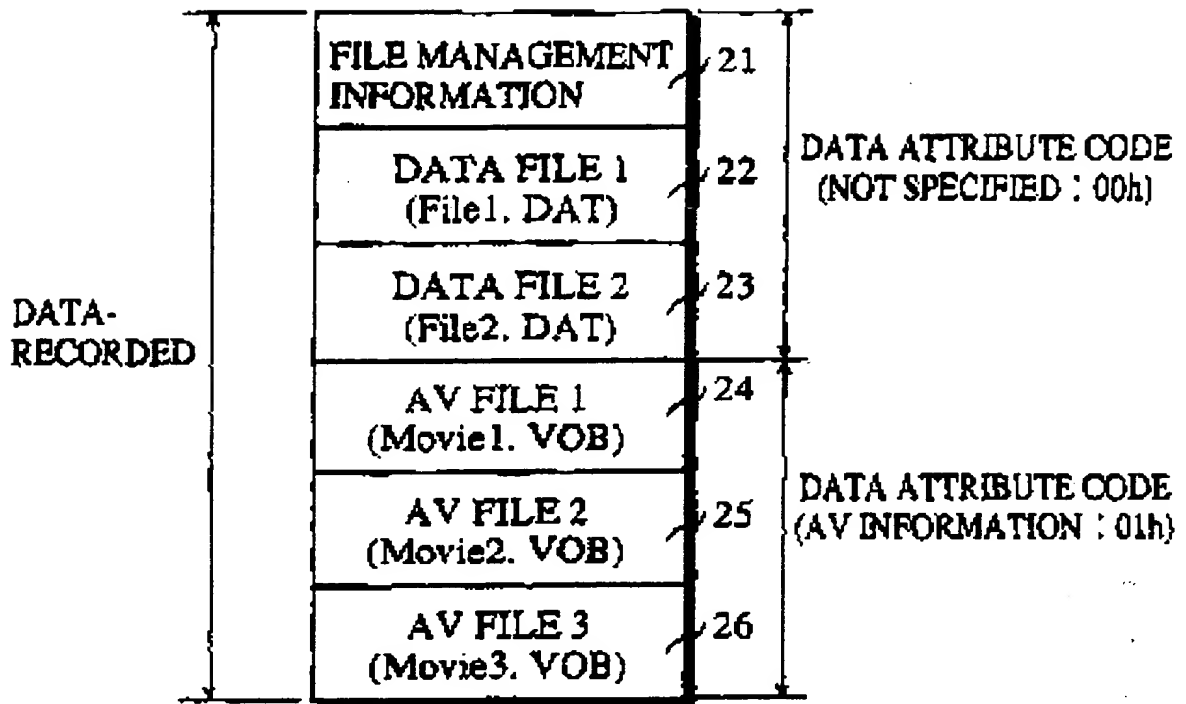 FILE MANAGEMENT
INFORMATION
21
DATA FILE 1
(File1. DAT)
22
DATA FILE 2
(File2. DAT)
23
AV FILE 1
(Movie1. VOB)
24
AV FILE 2
(Movie2. VOB)
25
AV FILE 3
(Movie3. VOB)
26
DATA-
RECORDED
DATA ATTRIBUTE CODE
(NOT SPECIFIED : 00h)
DATA ATTRIBUTE CODE
(AV INFORMATION : 01h)